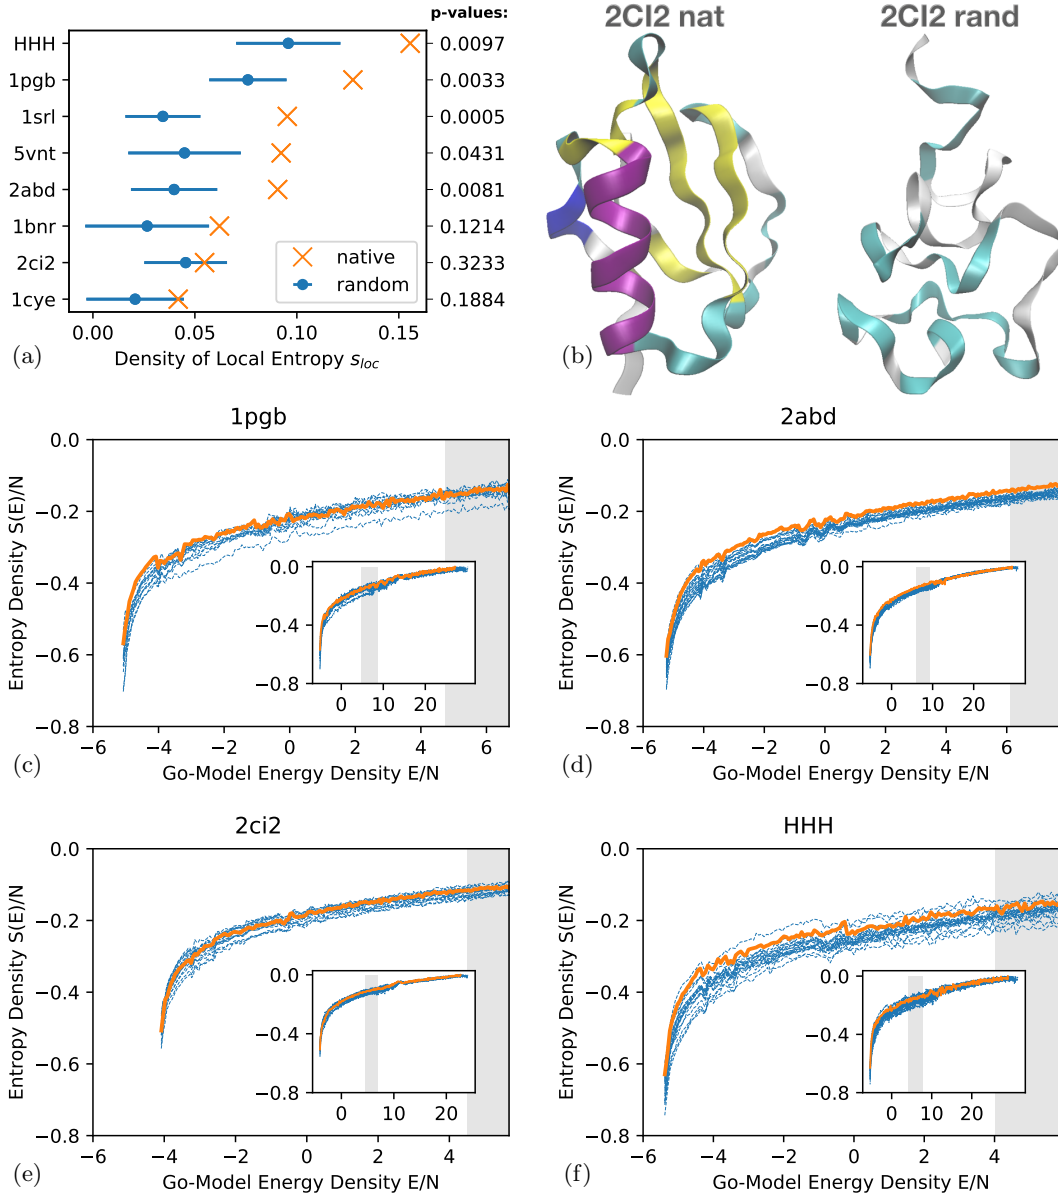 p-values:
HHH 0.0097
1pgb 0.0033
1srl 0.0005
5vnt 0.0431
2abd 0.0081
1bnr 0.1214
2ci2 0.3233
1cye 0.1884
native
random
0.00 0.05 0.10 0.15
(a) Density of Local Entropy s_loc
2CI2 nat 2CI2 rand
(b)
1pgb
Entropy Density S(E)/N
0.0
−0.2
−0.4
−0.6
−0.8
0.0
−0.4
−0.8
0 10 20
−6 −4 −2 0 2 4 6
(c) Go-Model Energy Density E/N
2abd
Entropy Density S(E)/N
0.0
−0.2
−0.4
−0.6
−0.8
0.0
−0.4
−0.8
0 10 20
−6 −4 −2 0 2 4 6
(d) Go-Model Energy Density E/N
2ci2
Entropy Density S(E)/N
0.0
−0.2
−0.4
−0.6
−0.8
0.0
−0.4
−0.8
0 10 20
−6 −4 −2 0 2 4
(e) Go-Model Energy Density E/N
HHH
Entropy Density S(E)/N
0.0
−0.2
−0.4
−0.6
−0.8
0.0
−0.4
−0.8
0 10 20
−6 −4 −2 0 2 4
(f) Go-Model Energy Density E/N